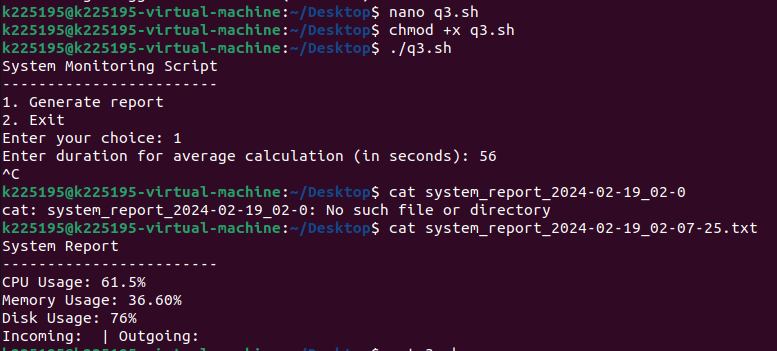 k225195@k225195-virtual-machine:~/Desktop$ nano q3.sh
k225195@k225195-virtual-machine:~/Desktop$ chmod +x q3.sh
k225195@k225195-virtual-machine:~/Desktop$ ./q3.sh
System Monitoring Script
------------------------
1. Generate report
2. Exit
Enter your choice: 1
Enter duration for average calculation (in seconds): 56
^C
k225195@k225195-virtual-machine:~/Desktop$ cat system_report_2024-02-19_02-0
cat: system_report_2024-02-19_02-0: No such file or directory
k225195@k225195-virtual-machine:~/Desktop$ cat system_report_2024-02-19_02-07-25.txt
System Report
------------------------
CPU Usage: 61.5%
Memory Usage: 36.60%
Disk Usage: 76%
Incoming:  | Outgoing: